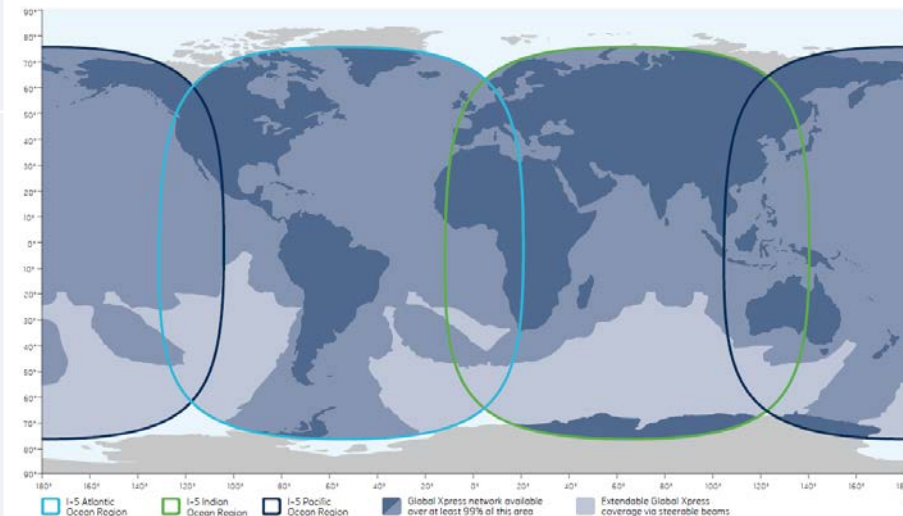 90°
80°
70°
60°
50°
40°
30°
20°
10°
0°
10°
20°
30°
40°
50°
60°
70°
80°
90°
180° 160° 140° 120° 100° 80° 60° 40° 20° 0° 20° 40° 60° 80° 100° 120° 140° 160° 18
I-5 Atlantic
Ocean Region
I-5 Indian
Ocean Region
I-5 Pacific
Ocean Region
Global Xpress network available
over at least 99% of this area
Extendable Global Xpress
coverage via steerable beams